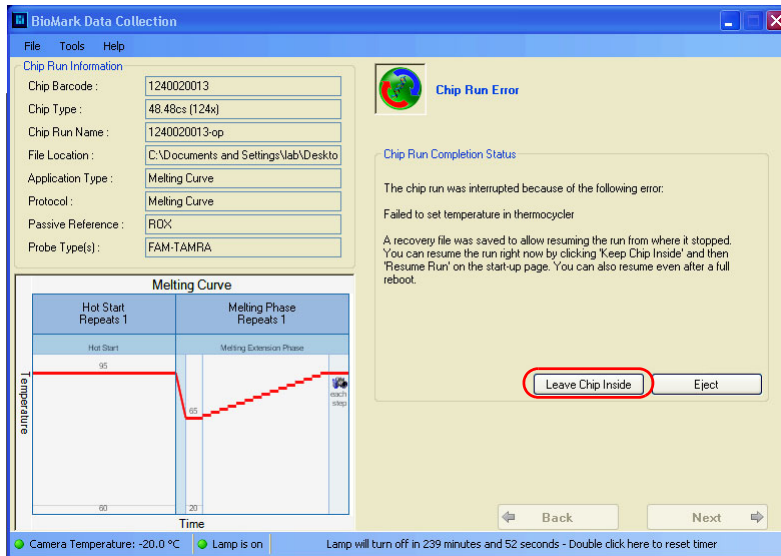 BioMark Data Collection
File Tools Help
Chip Run Information
Chip Barcode : 1240020013
Chip Type : 48.48cs (124x)
Chip Run Name : 1240020013-op
File Location : C:\Documents and Settings\lab\Deskto
Application Type : Melting Curve
Protocol : Melting Curve
Passive Reference : ROX
Probe Type(s) : FAM-TAMRA
Melting Curve
Hot Start
Repeats 1
Melting Phase
Repeats 1
Hot Start
Melting Extension Phase
95
65
each
step
60
20
Temperature
Time
Chip Run Error
Chip Run Completion Status
The chip run was interrupted because of the following error:
Failed to set temperature in thermocycler
A recovery file was saved to allow resuming the run from where it stopped.
You can resume the run right now by clicking 'Keep Chip Inside' and then
'Resume Run' on the start-up page. You can also resume even after a full
reboot.
Leave Chip Inside Eject
Back Next
Camera Temperature: -20.0 °C Lamp is on Lamp will turn off in 239 minutes and 52 seconds - Double click here to reset timer